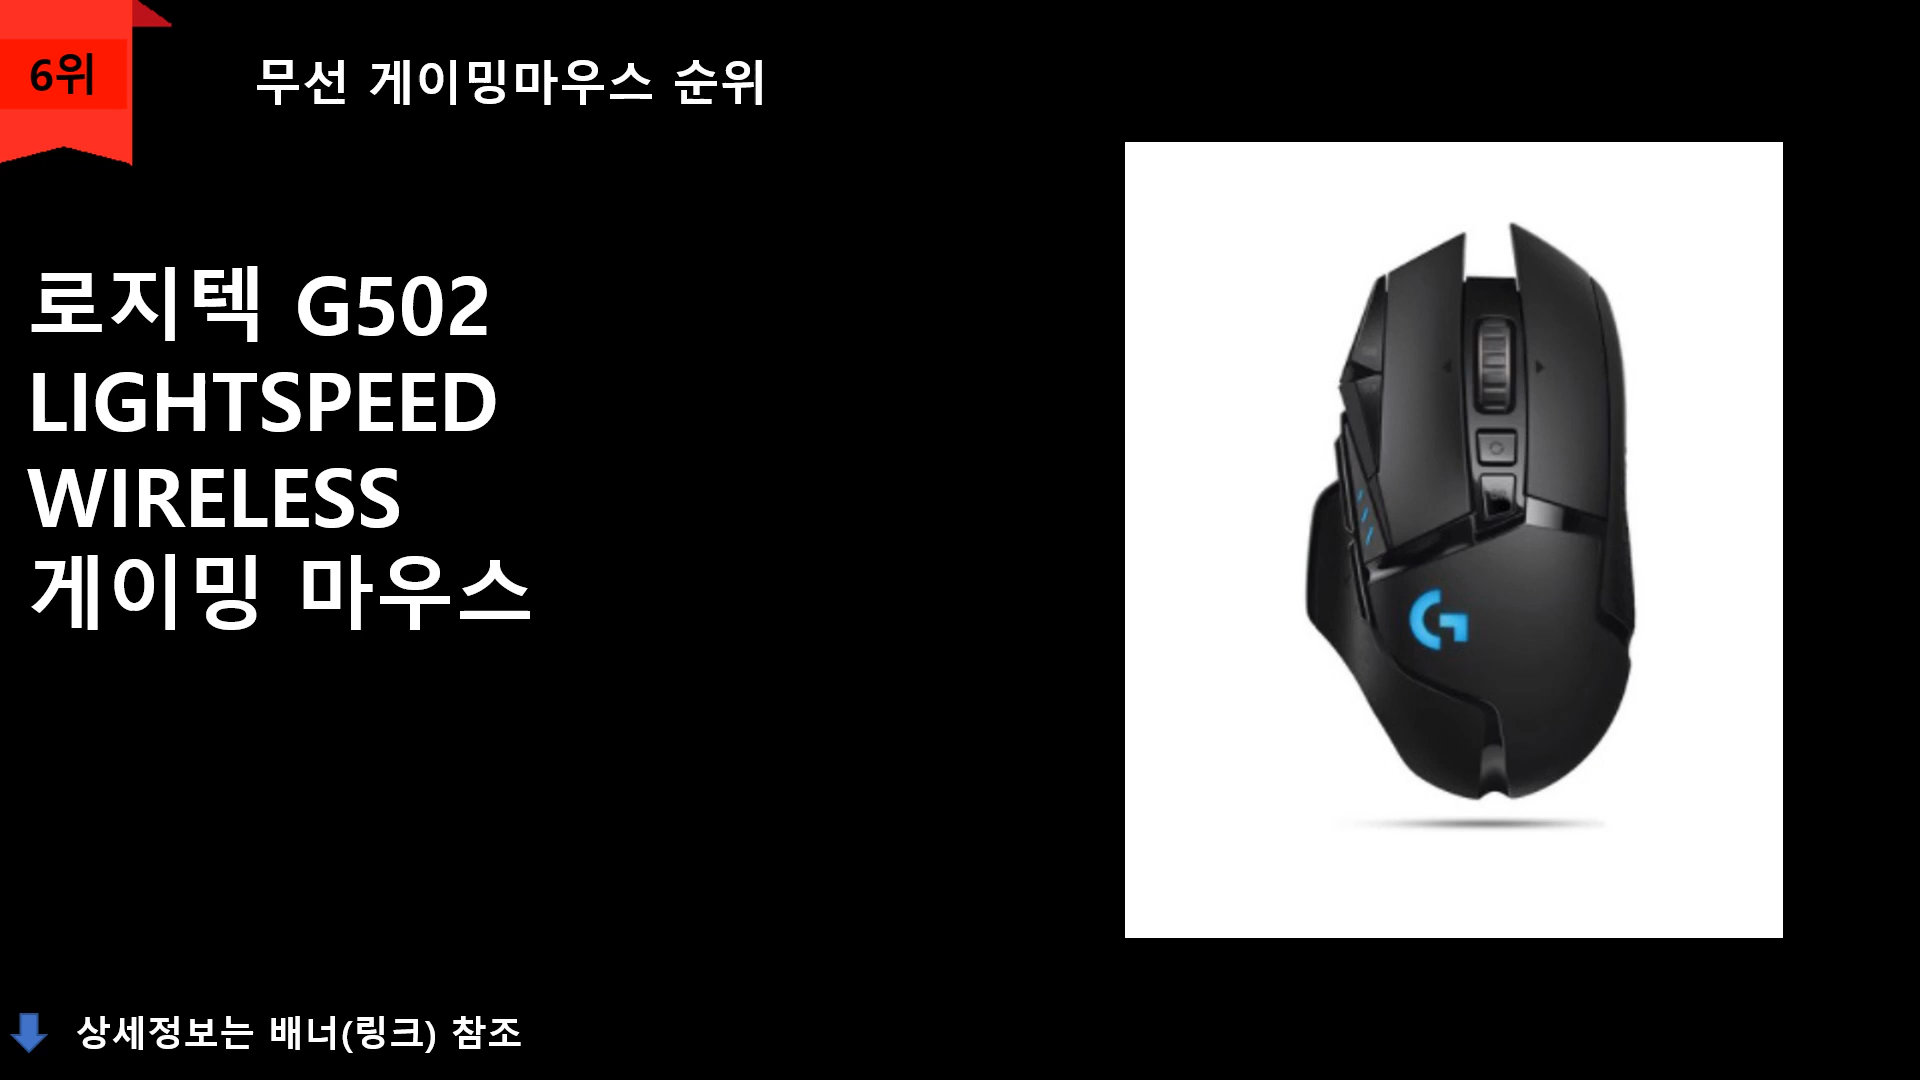 6위
무선 게이밍마우스 순위
로지텍 G502
LIGHTSPEED
WIRELESS
게이밍 마우스
상세정보는 배너(링크) 참조